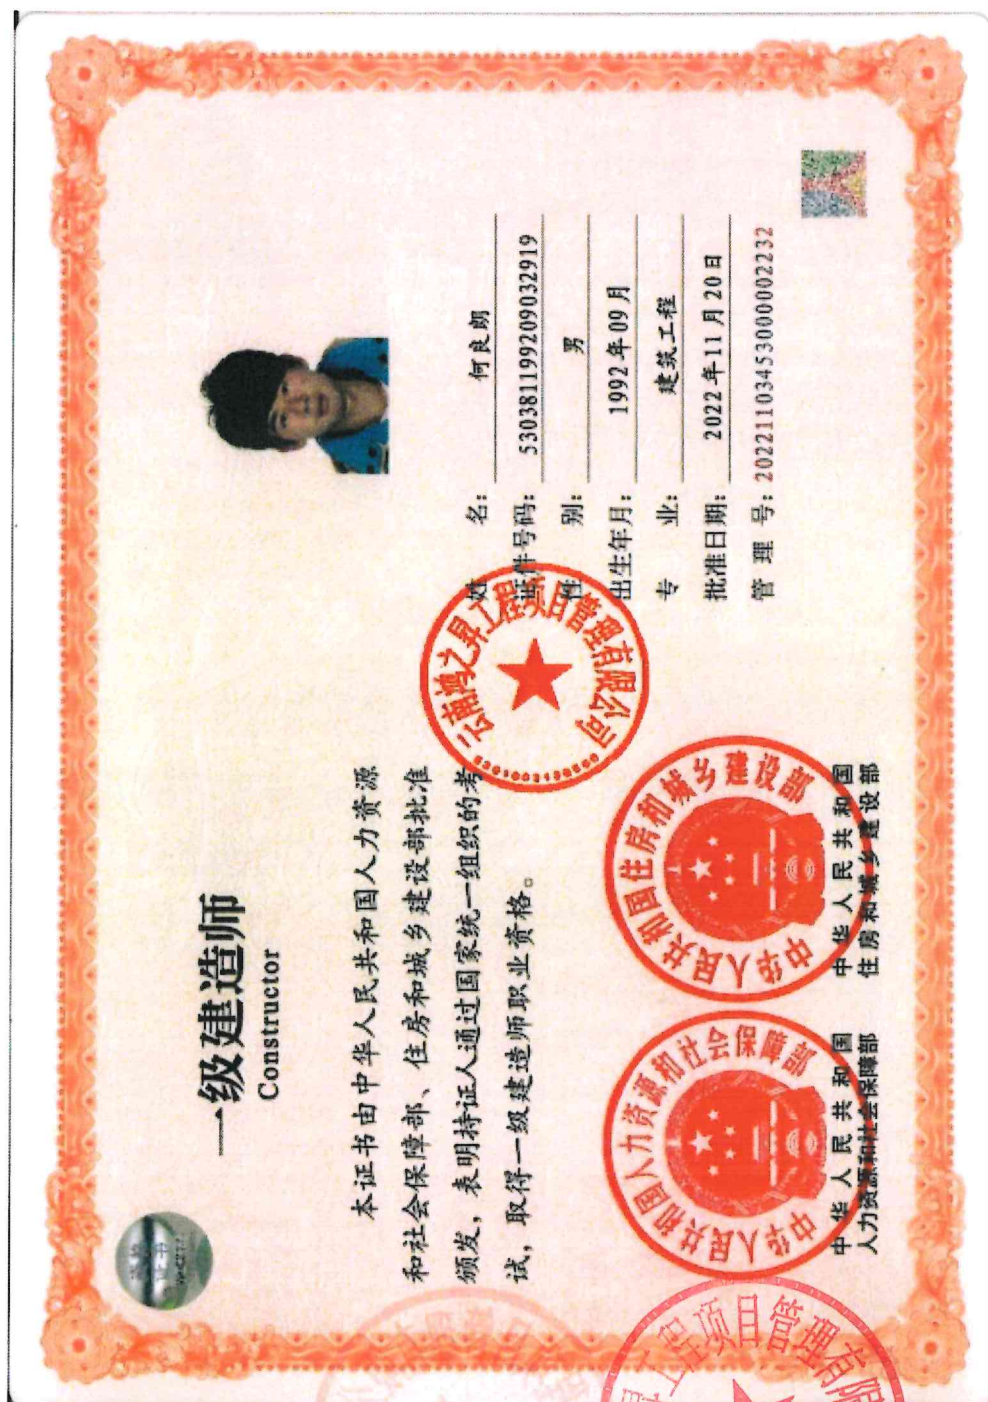 一级建造师
Constructor
本证书由中华人民共和国人力资源
和社会保障部、住房和城乡建设部批准
颁发，表明持证人通过国家统一组织的考
试，取得一级建造师职业资格。
中华人民共和国人力资源和社会保障部
中华人民共和国住房和城乡建设部
中华人民共和国
人力资源和社会保障部
中华人民共和国
住房和城乡建设部
云南鸿之昇工程项目管理有限公司
姓 名：何良朗
证件号码：530381199209032919
性 别：男
出生年月：1992年09月
专 业：建筑工程
批准日期：2022年11月20日
管 理 号：20221103453000002232
昇工程项目管理有限